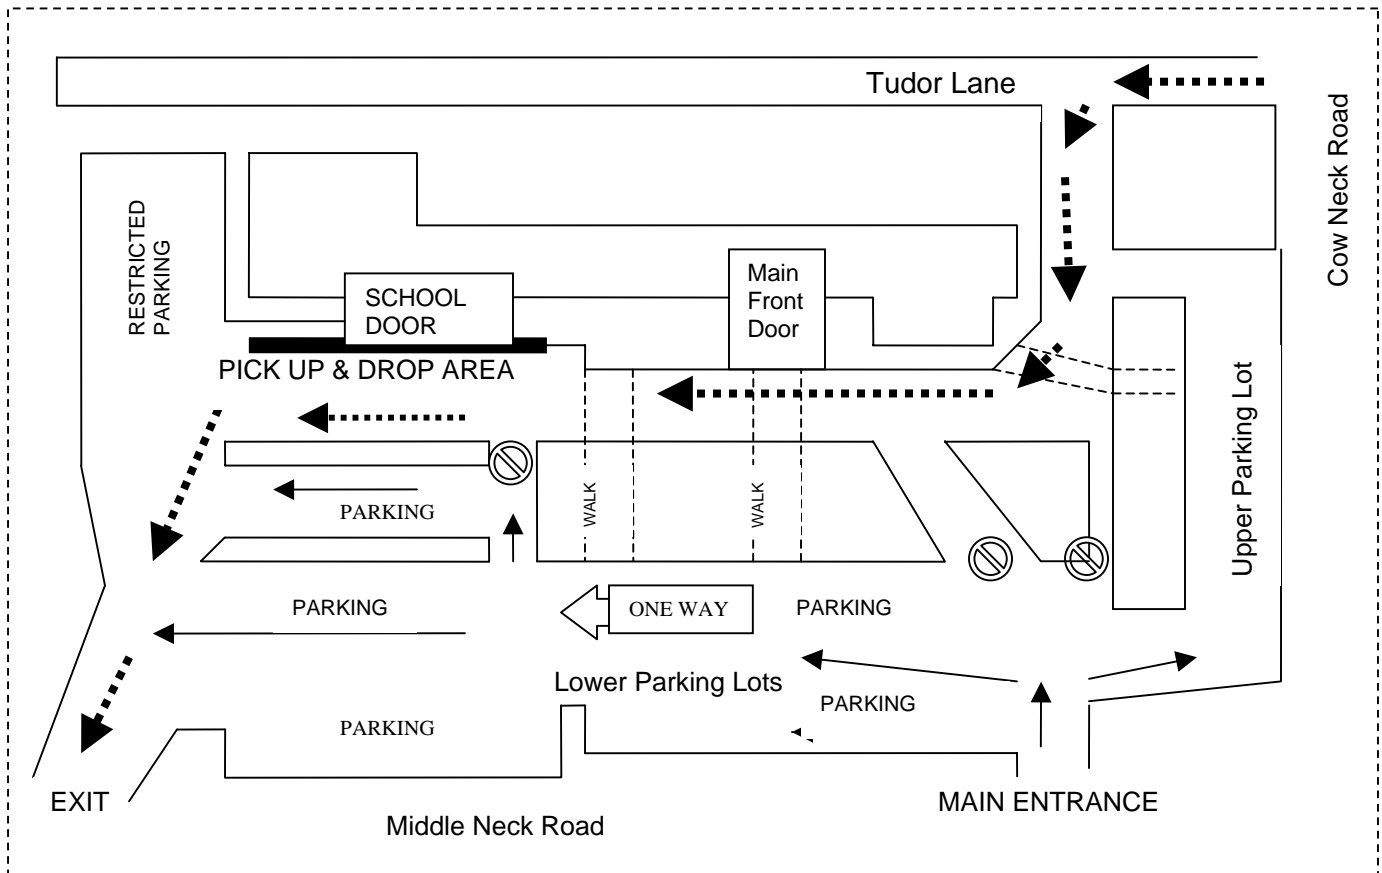 Tudor Lane
Cow Neck Road
RESTRICTED
PARKING
SCHOOL
DOOR
Main
Front
Door
PICK UP & DROP AREA
Upper Parking Lot
WALK
WALK
PARKING
PARKING
ONE WAY
PARKING
Lower Parking Lots
PARKING
PARKING
EXIT
MAIN ENTRANCE
Middle Neck Road